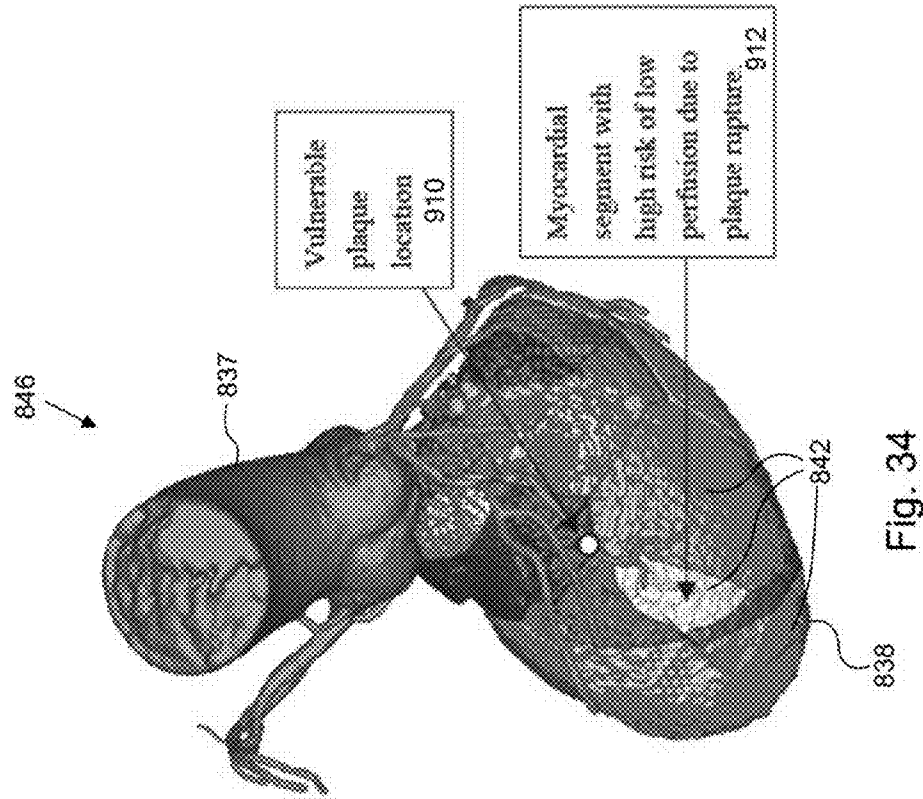 846
837
Vulnerable
plaque
location
910
Myocardial
segment with
high risk of low
perfusion due to
plaque rupture.
912
842
838
Fig. 34